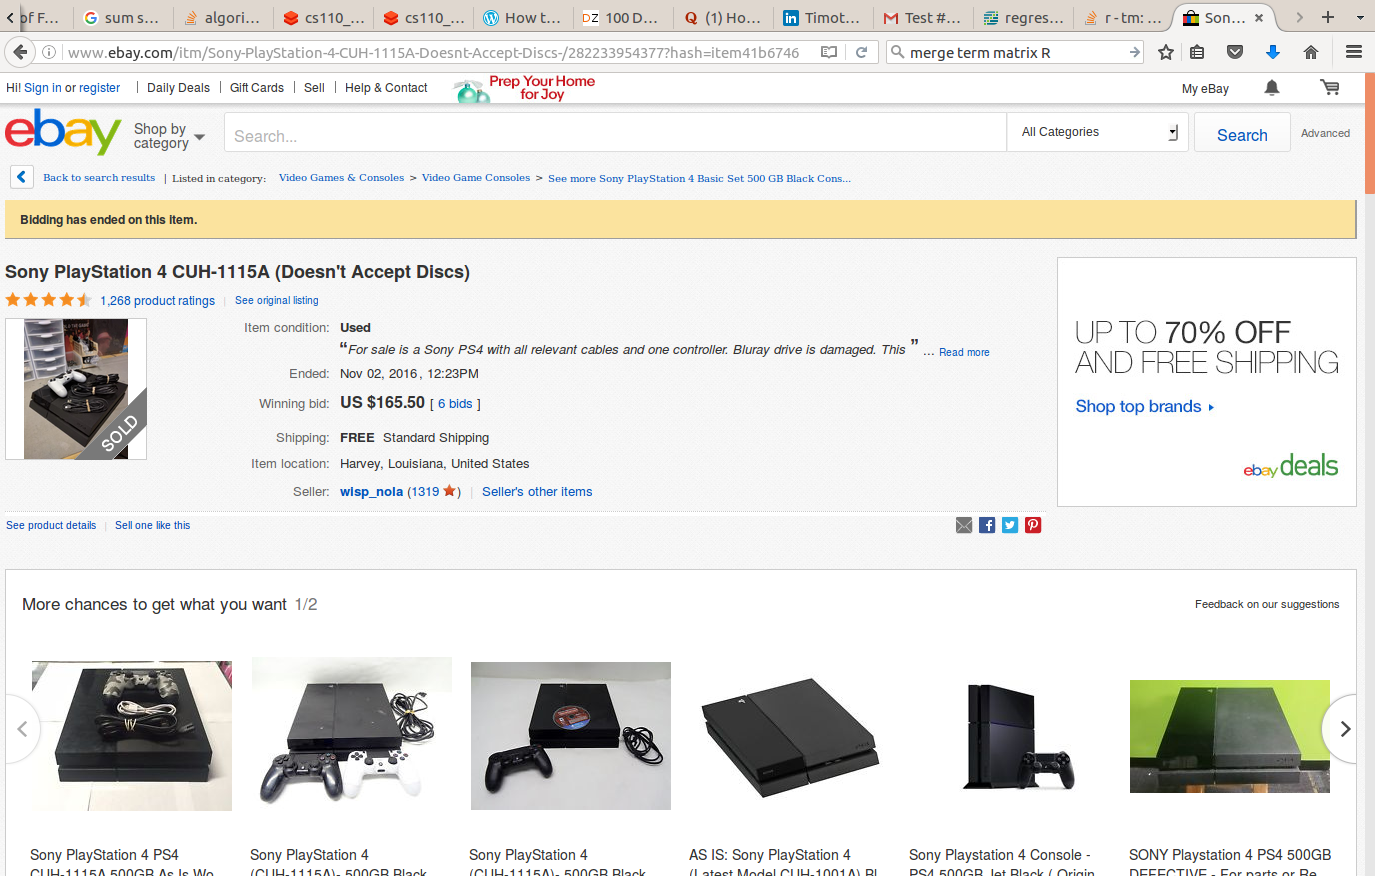 of F...
sum s...
algori...
cs110_...
cs110_...
How t...
DZ 100 D...
(1) Ho...
Timot...
Test #...
regres...
r - tm: ...
Son...
www.ebay.com/itm/Sony-PlayStation-4-CUH-1115A-Doesnt-Accept-Discs-/282233954377?hash=item41b6746
merge term matrix R
Hi! Sign in or register
Daily Deals
Gift Cards
Sell
Help & Contact
Prep Your Home
for Joy
My eBay
ebay
Shop by
category
Search...
All Categories
Search
Advanced
Back to search results | Listed in category: Video Games & Consoles > Video Game Consoles > See more Sony PlayStation 4 Basic Set 500 GB Black Cons...
Bidding has ended on this item.
Sony PlayStation 4 CUH-1115A (Doesn't Accept Discs)
1,268 product ratings | See original listing
SOLD
Item condition: Used
“For sale is a Sony PS4 with all relevant cables and one controller. Bluray drive is damaged. This ” ... Read more
Ended: Nov 02, 2016 , 12:23PM
Winning bid: US $165.50 [ 6 bids ]
Shipping: FREE Standard Shipping
Item location: Harvey, Louisiana, United States
Seller: wisp_nola (1319 ) | Seller's other items
UP TO 70% OFF
AND FREE SHIPPING
Shop top brands
ebay deals
See product details | Sell one like this
More chances to get what you want 1/2
Feedback on our suggestions
Sony PlayStation 4 PS4
CUH-1115A 500GB As Is Wo
Sony PlayStation 4
(CUH-1115A)- 500GB Black
Sony PlayStation 4
(CUH-1115A)- 500GB Black
AS IS: Sony PlayStation 4
(Latest Model CUH-1001A) Bl
Sony Playstation 4 Console -
PS4 500GB Jet Black ( Origin
SONY Playstation 4 PS4 500GB
DEFECTIVE - For parts or Re